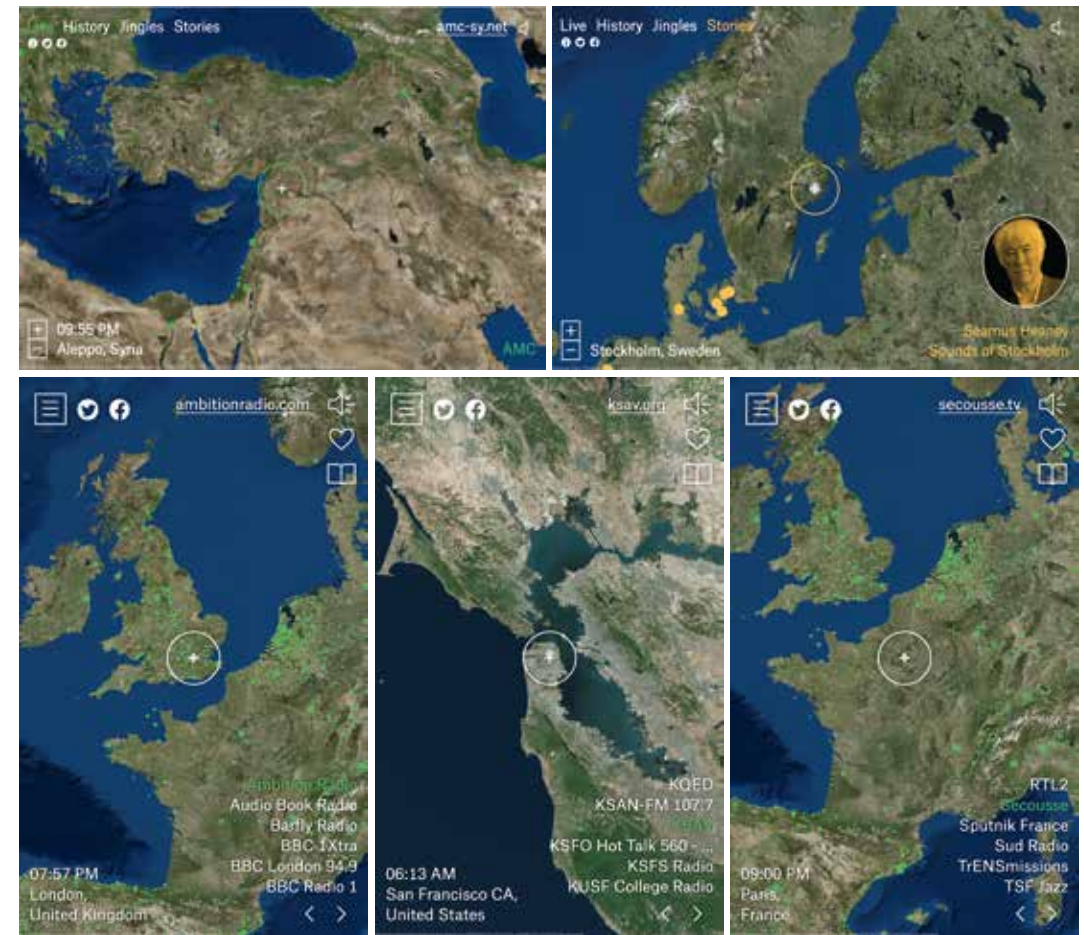 Live History Jingles Stories
amc-sy.net
09:55 PM
Aleppo, Syria
AMC
Live History Jingles Stories
Stockholm, Sweden
Seamus Heaney
Sounds of Stockholm
ambitionradio.com
Ambition Radio
Audio Book Radio
Barfly Radio
BBC 1Xtra
BBC London 94.9
BBC Radio 1
07:57 PM
London,
United Kingdom
ksav.org
KQED
KSAN-FM 107.7
KSFO Hot Talk 560 - ...
KSFS Radio
KUSF College Radio
06:13 AM
San Francisco CA,
United States
secousse.tv
RTL2
Secousse
Sputnik France
Sud Radio
TrENSmissions
TSF Jazz
09:00 PM
Paris,
France